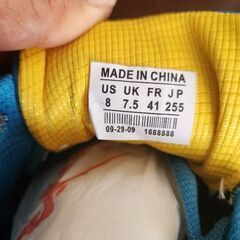 MADE IN CHINA
US UK FR JP
8 7.5 41 255
09-29-09 1688888